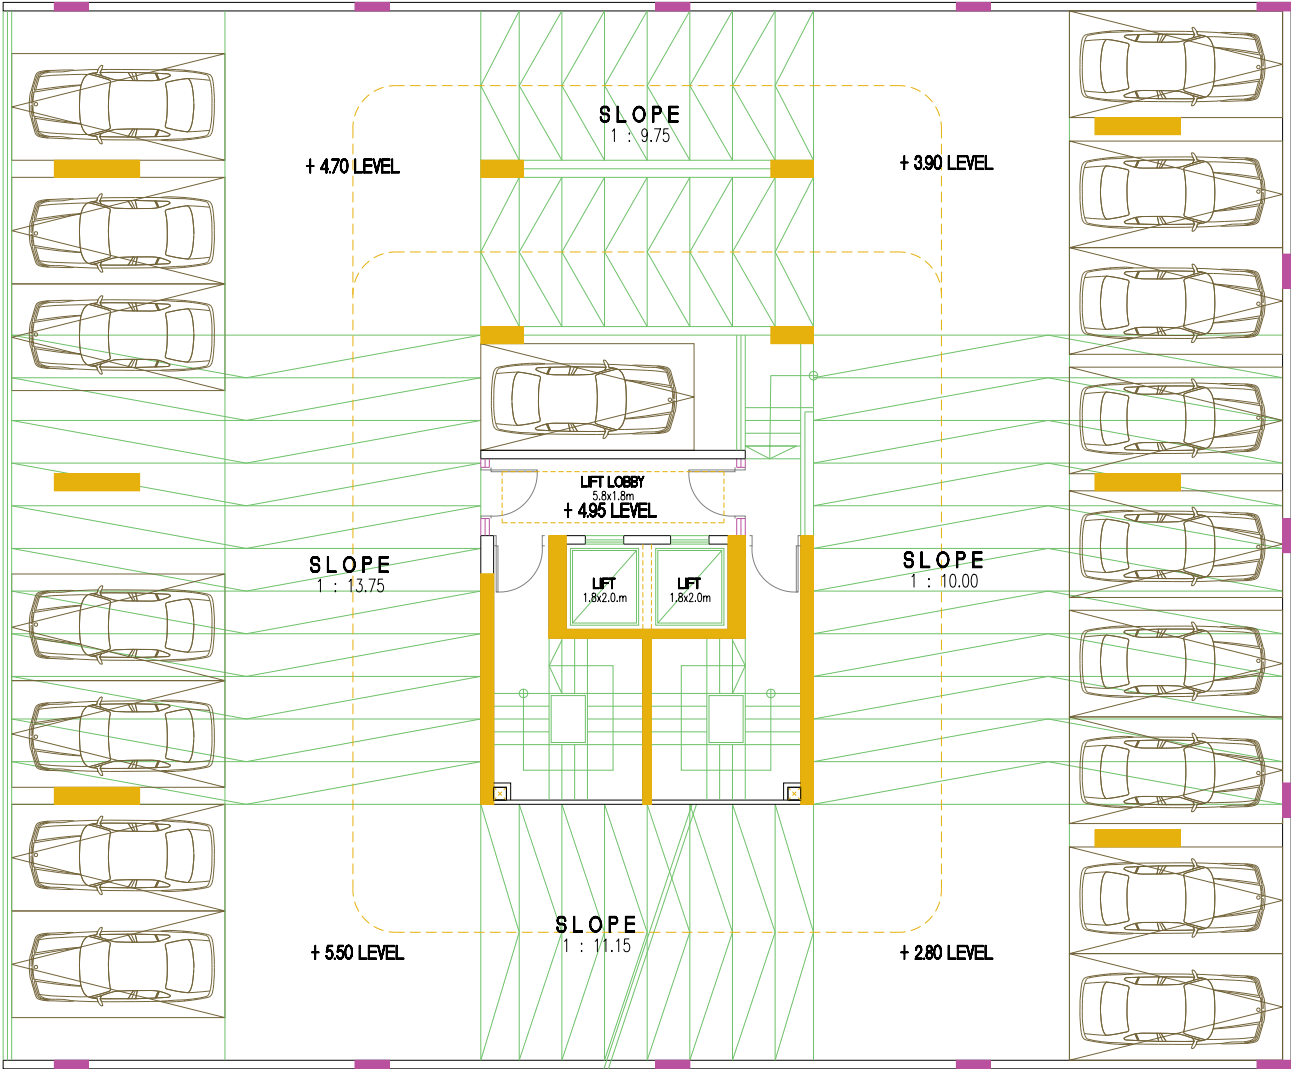 SLOPE
1 : 9.75
+ 4.70 LEVEL
+ 3.90 LEVEL
LIFT LOBBY
5.8x1.8m
+ 4.95 LEVEL
SLOPE
1 : 13.75
LIFT
1.8x2.0.m
LIFT
1.8x2.0m
SLOPE
1 : 10.00
SLOPE
1 : 11.15
+ 5.50 LEVEL
+ 2.80 LEVEL